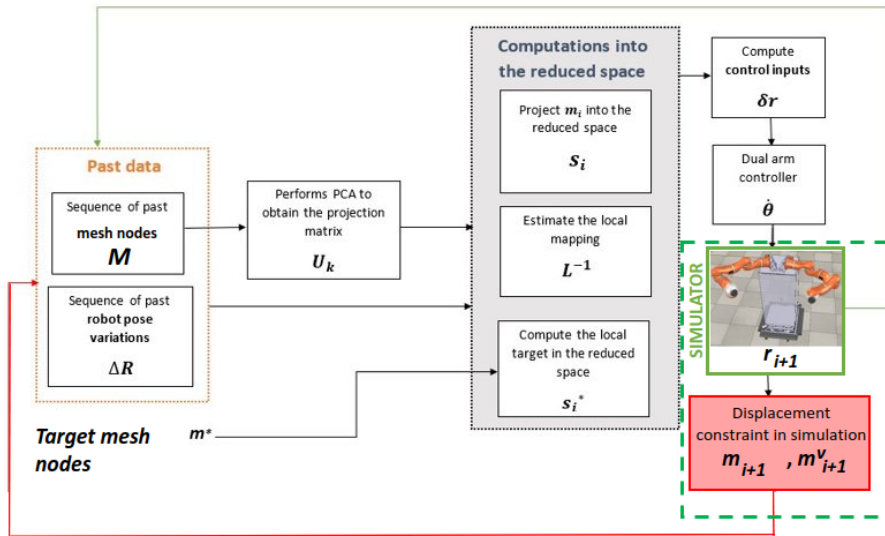 Past data
Sequence of past
mesh nodes
M
Sequence of past
robot pose
variations
ΔR
Target mesh
nodes
m*
Performs PCA to
obtain the projection
matrix
U_k
Computations into
the reduced space
Project m_i into the
reduced space
s_i
Estimate the local
mapping
L⁻¹
Compute the local
target in the reduced
space
s_i*
Compute
control inputs
δr
Dual arm
controller
θ̇
SIMULATOR
r_{i+1}
Displacement
constraint in simulation
m_{i+1} , m^v_{i+1}